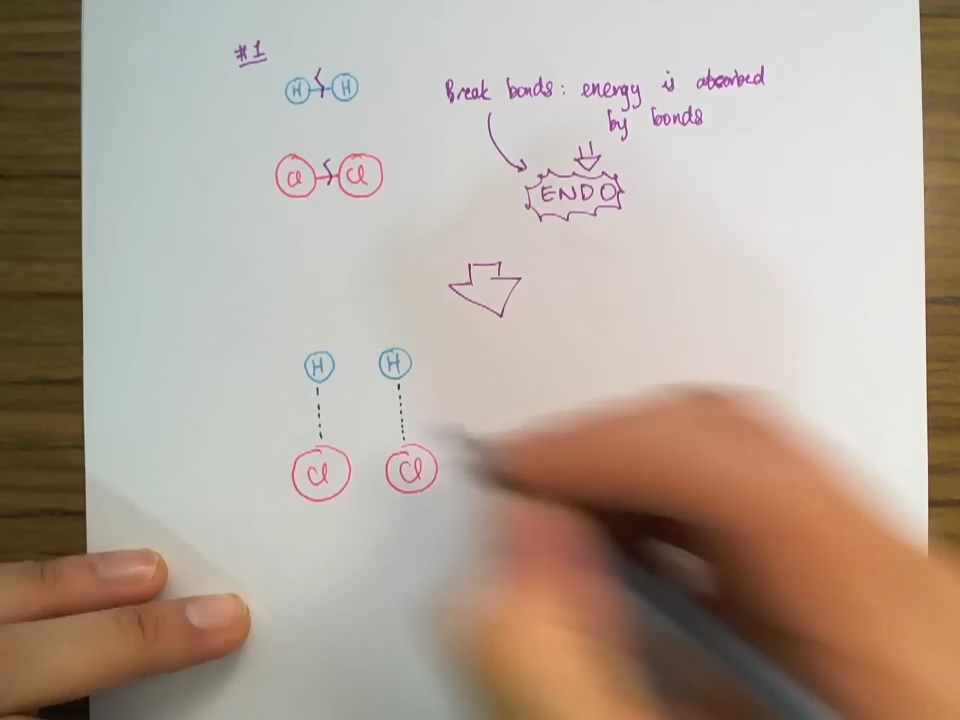 #1
H H
Break bonds: energy is absorbed
by bonds
Cl Cl
ENDO
H H
Cl Cl